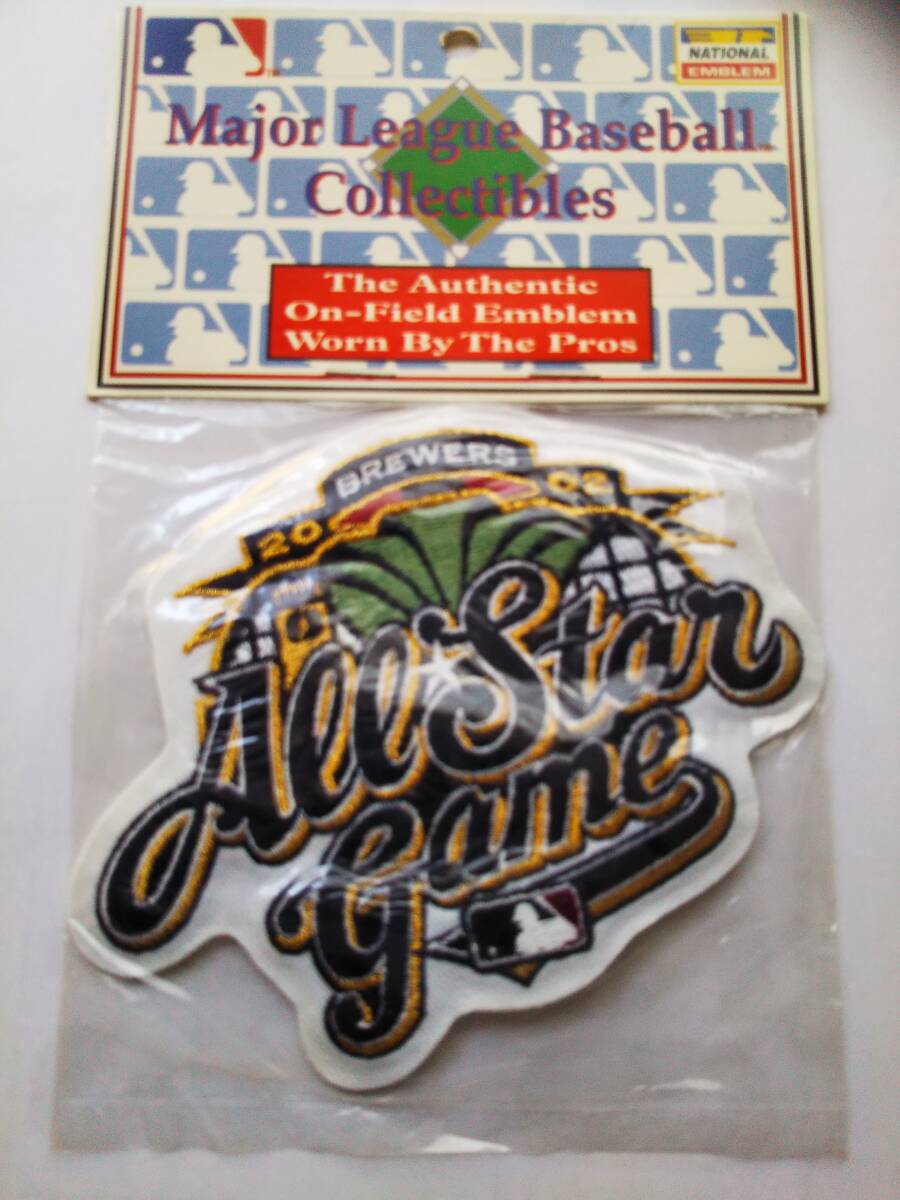 NATIONAL
EMBLEM
Major League Baseball™
Collectibles
The Authentic
On-Field Emblem
Worn By The Pros
BREWERS
20 02
All Star
Game